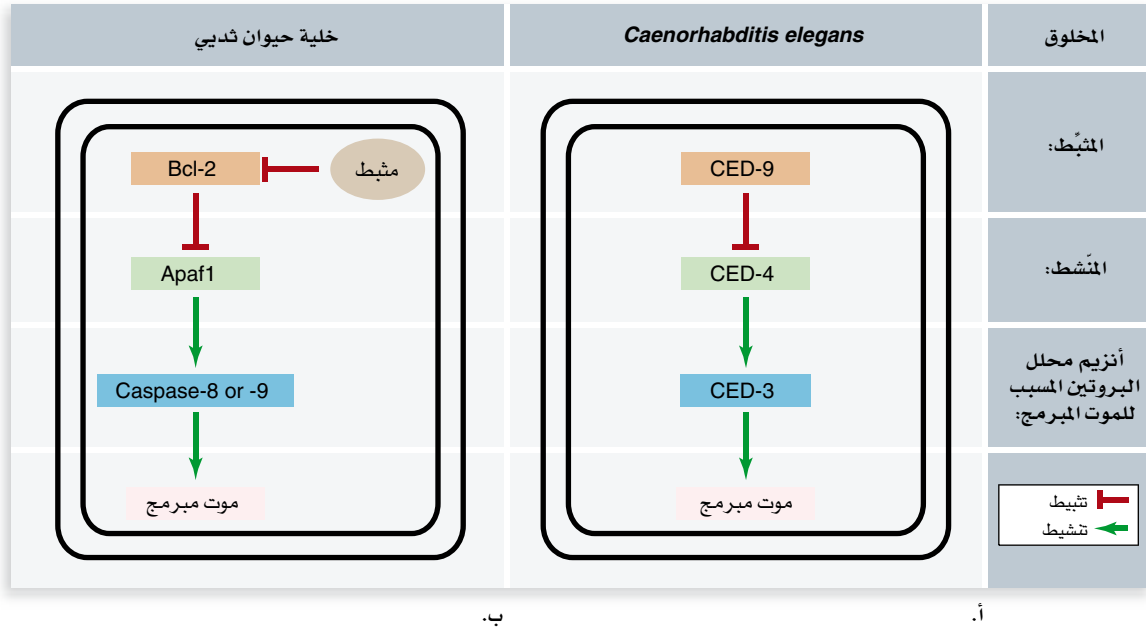 المخلوق
Caenorhabditis elegans
خلية حيوان ثديي
المثبِّط:
CED-9
مثبط
Bcl-2
المنّشط:
CED-4
Apaf1
أنزيم محلل
البروتين المسبب
للموت المبرمج:
CED-3
Caspase-8 or -9
تثبيط
تنشيط
موت مبرمج
موت مبرمج
أ.
ب.